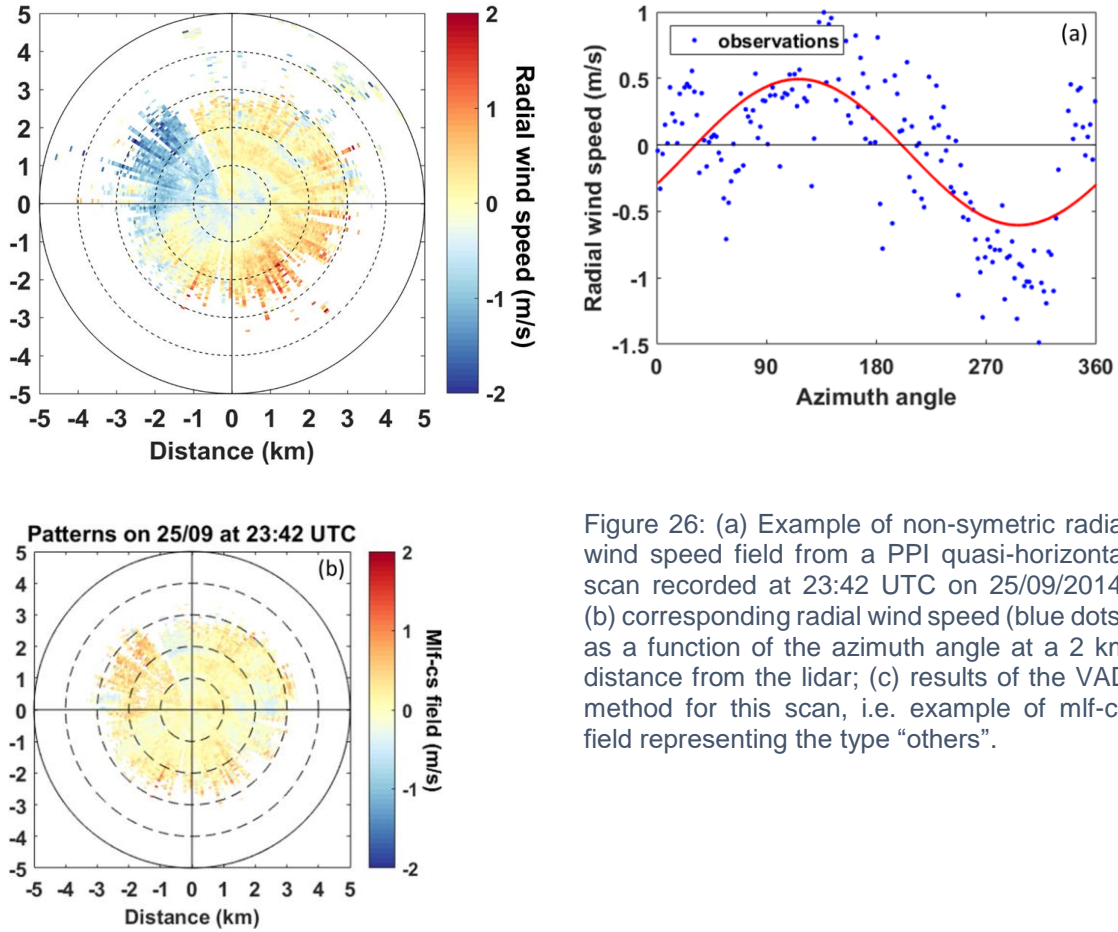 5
4
3
2
1
0
-1
-2
-3
-4
-5
-5 -4 -3 -2 -1 0 1 2 3 4 5
Distance (km)
2
1
0
-1
-2
Radial wind speed (m/s)
(a)
observations
1
0.5
0
-0.5
-1
-1.5
Radial wind speed (m/s)
0 90 180 270 360
Azimuth angle
Patterns on 25/09 at 23:42 UTC
(b)
5
4
3
2
1
0
-1
-2
-3
-4
-5
-5 -4 -3 -2 -1 0 1 2 3 4 5
Distance (km)
2
1
0
-1
-2
Mlf-cs field (m/s)
Figure 26: (a) Example of non-symetric radia
wind speed field from a PPI quasi-horizonta
scan recorded at 23:42 UTC on 25/09/2014
(b) corresponding radial wind speed (blue dots
as a function of the azimuth angle at a 2 km
distance from the lidar; (c) results of the VAD
method for this scan, i.e. example of mlf-c
field representing the type “others”.